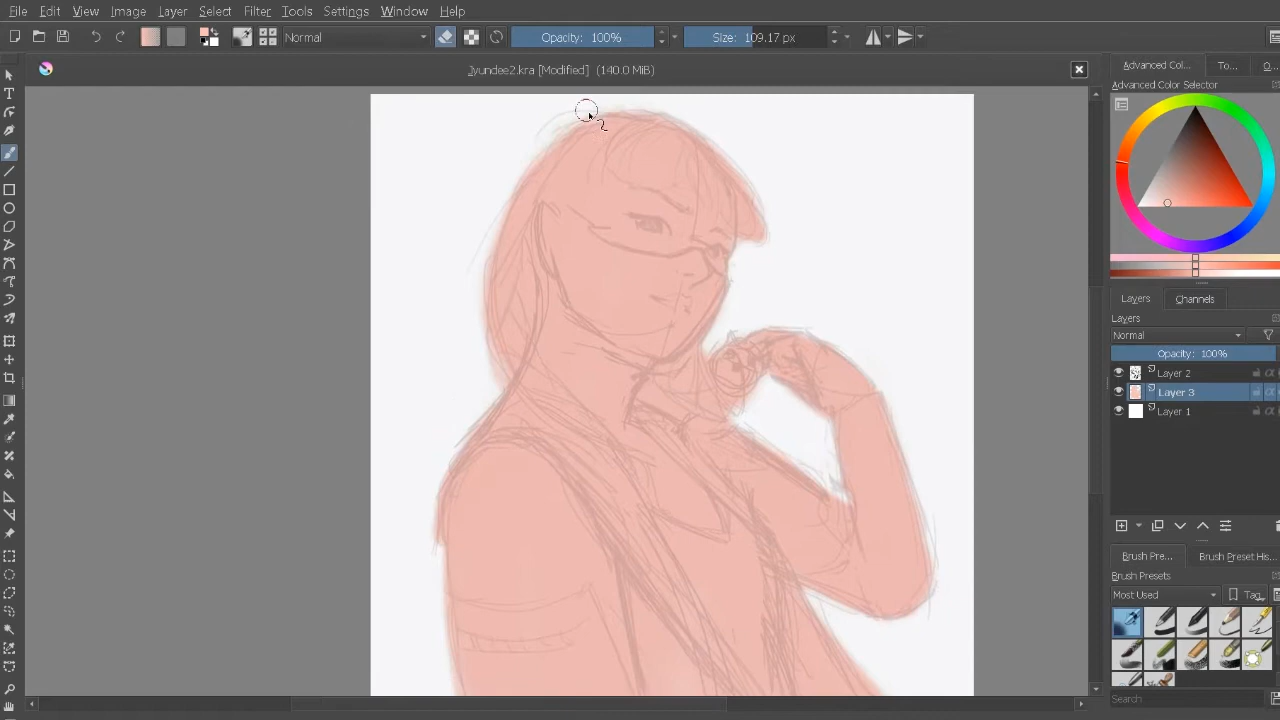 File Edit View Image Layer Select Filter Tools Settings Window Help
Normal Opacity: 100% Size: 109.17 px
Jyundee2.kra [Modified] (140.0 MiB)
Advanced Col... To... O...
Advanced Color Selector
Layers Channels
Layers
Normal
Opacity: 100%
Layer 2
Layer 3
Layer 1
Brush Pre... Brush Preset His...
Brush Presets
Most Used Tag
Search